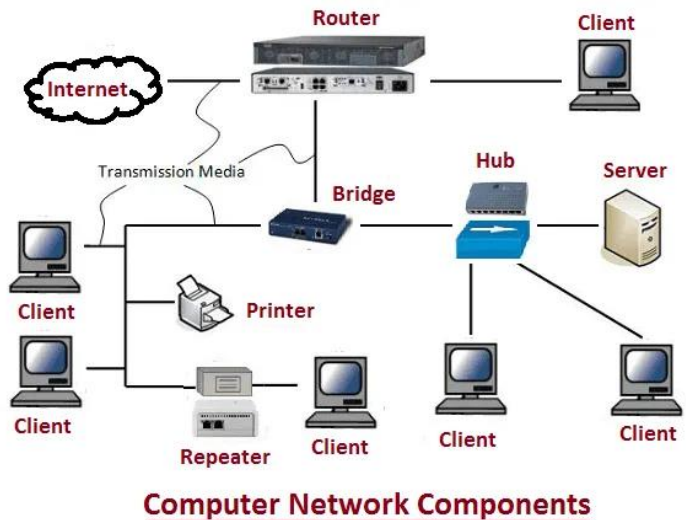 Router
Client
Internet
Transmission Media
Hub
Bridge
Server
Client
Printer
Client
Repeater
Client
Client
Client
Computer Network Components